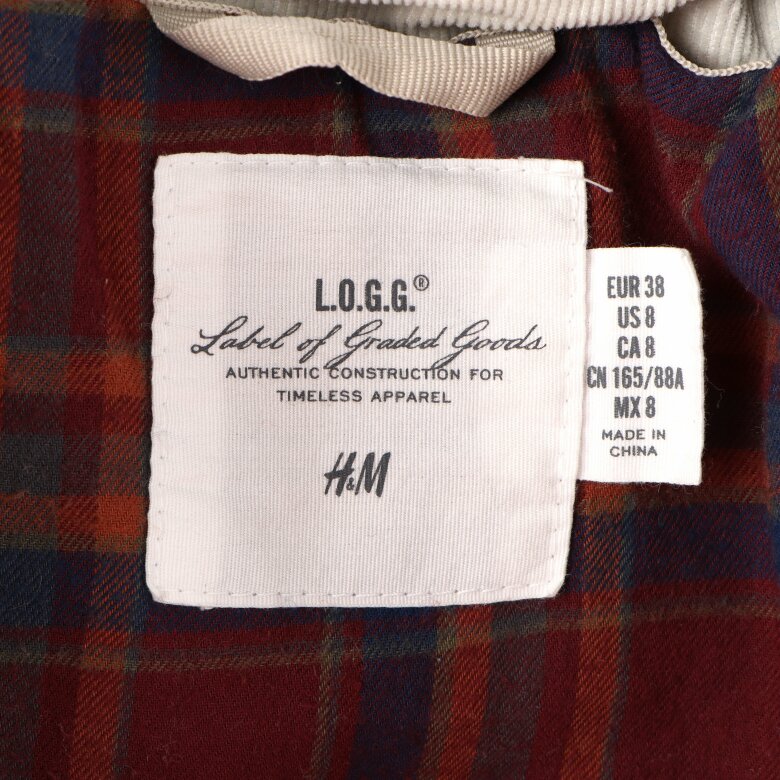 L.O.G.G.®
Label of Graded Goods
AUTHENTIC CONSTRUCTION FOR
TIMELESS APPAREL
H&M
EUR 38
US 8
CA 8
CN 165/88A
MX 8
MADE IN
CHINA